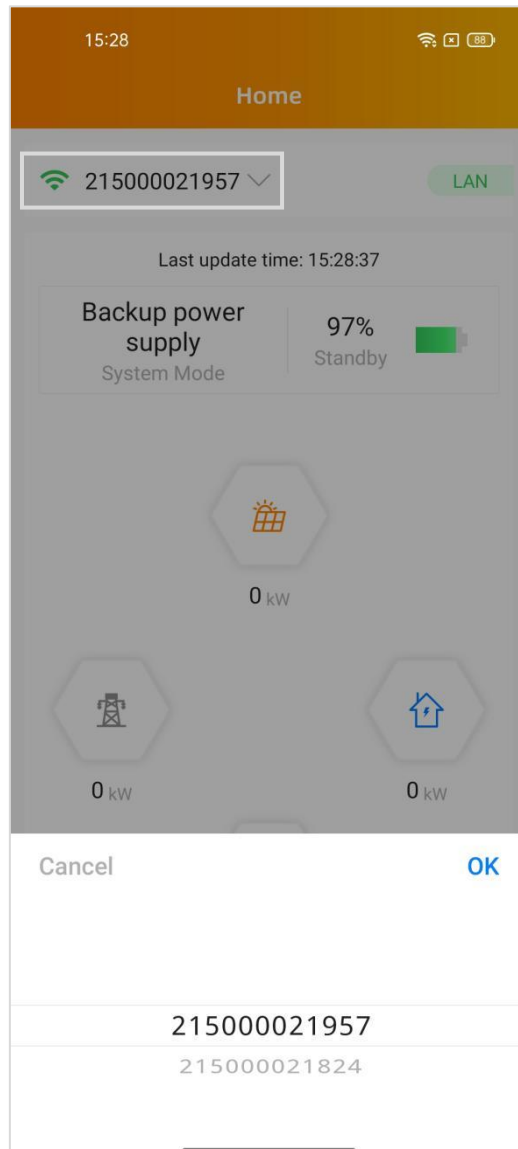 15:28
88
Home
215000021957
LAN
Last update time: 15:28:37
Backup power
supply
System Mode
97%
Standby
0 kW
0 kW
0 kW
Cancel
OK
215000021957
215000021824